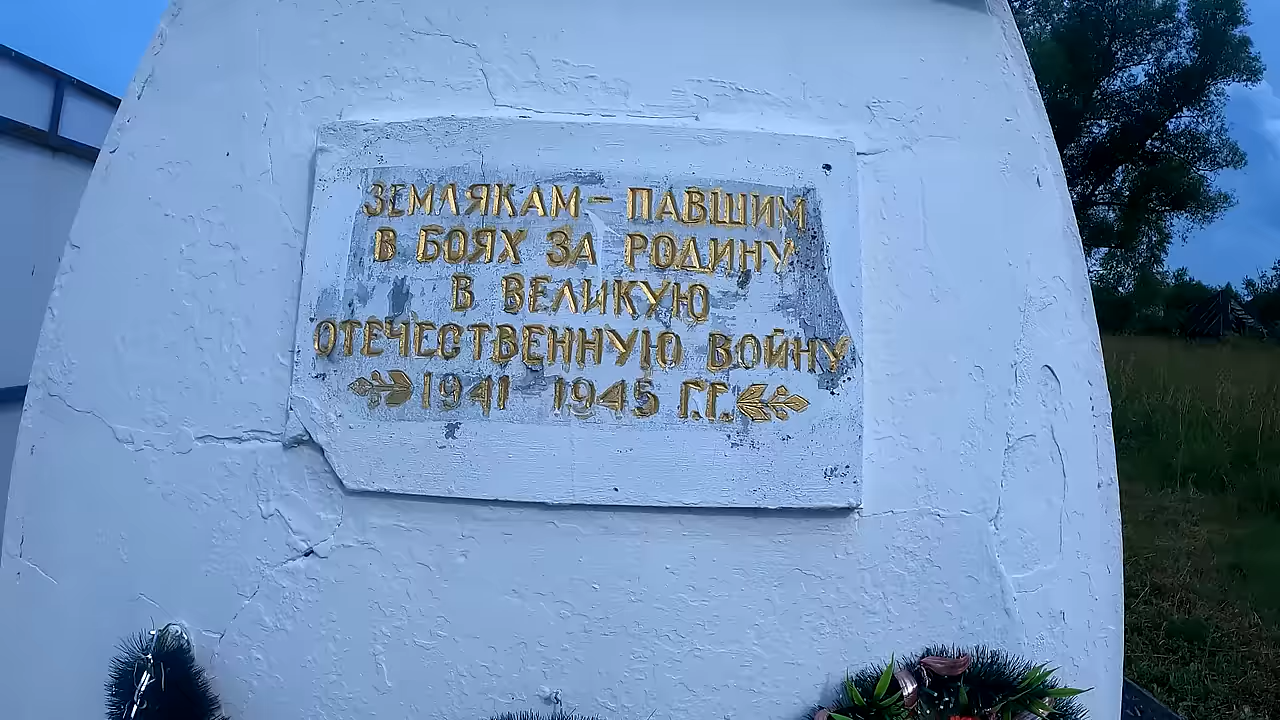 ЗЕМЛЯКАМ – ПАВШИМ
В БОЯХ ЗА РОДИНУ
В ВЕЛИКУЮ
ОТЕЧЕСТВЕННУЮ ВОЙНУ
1941 1945 Г.Г.